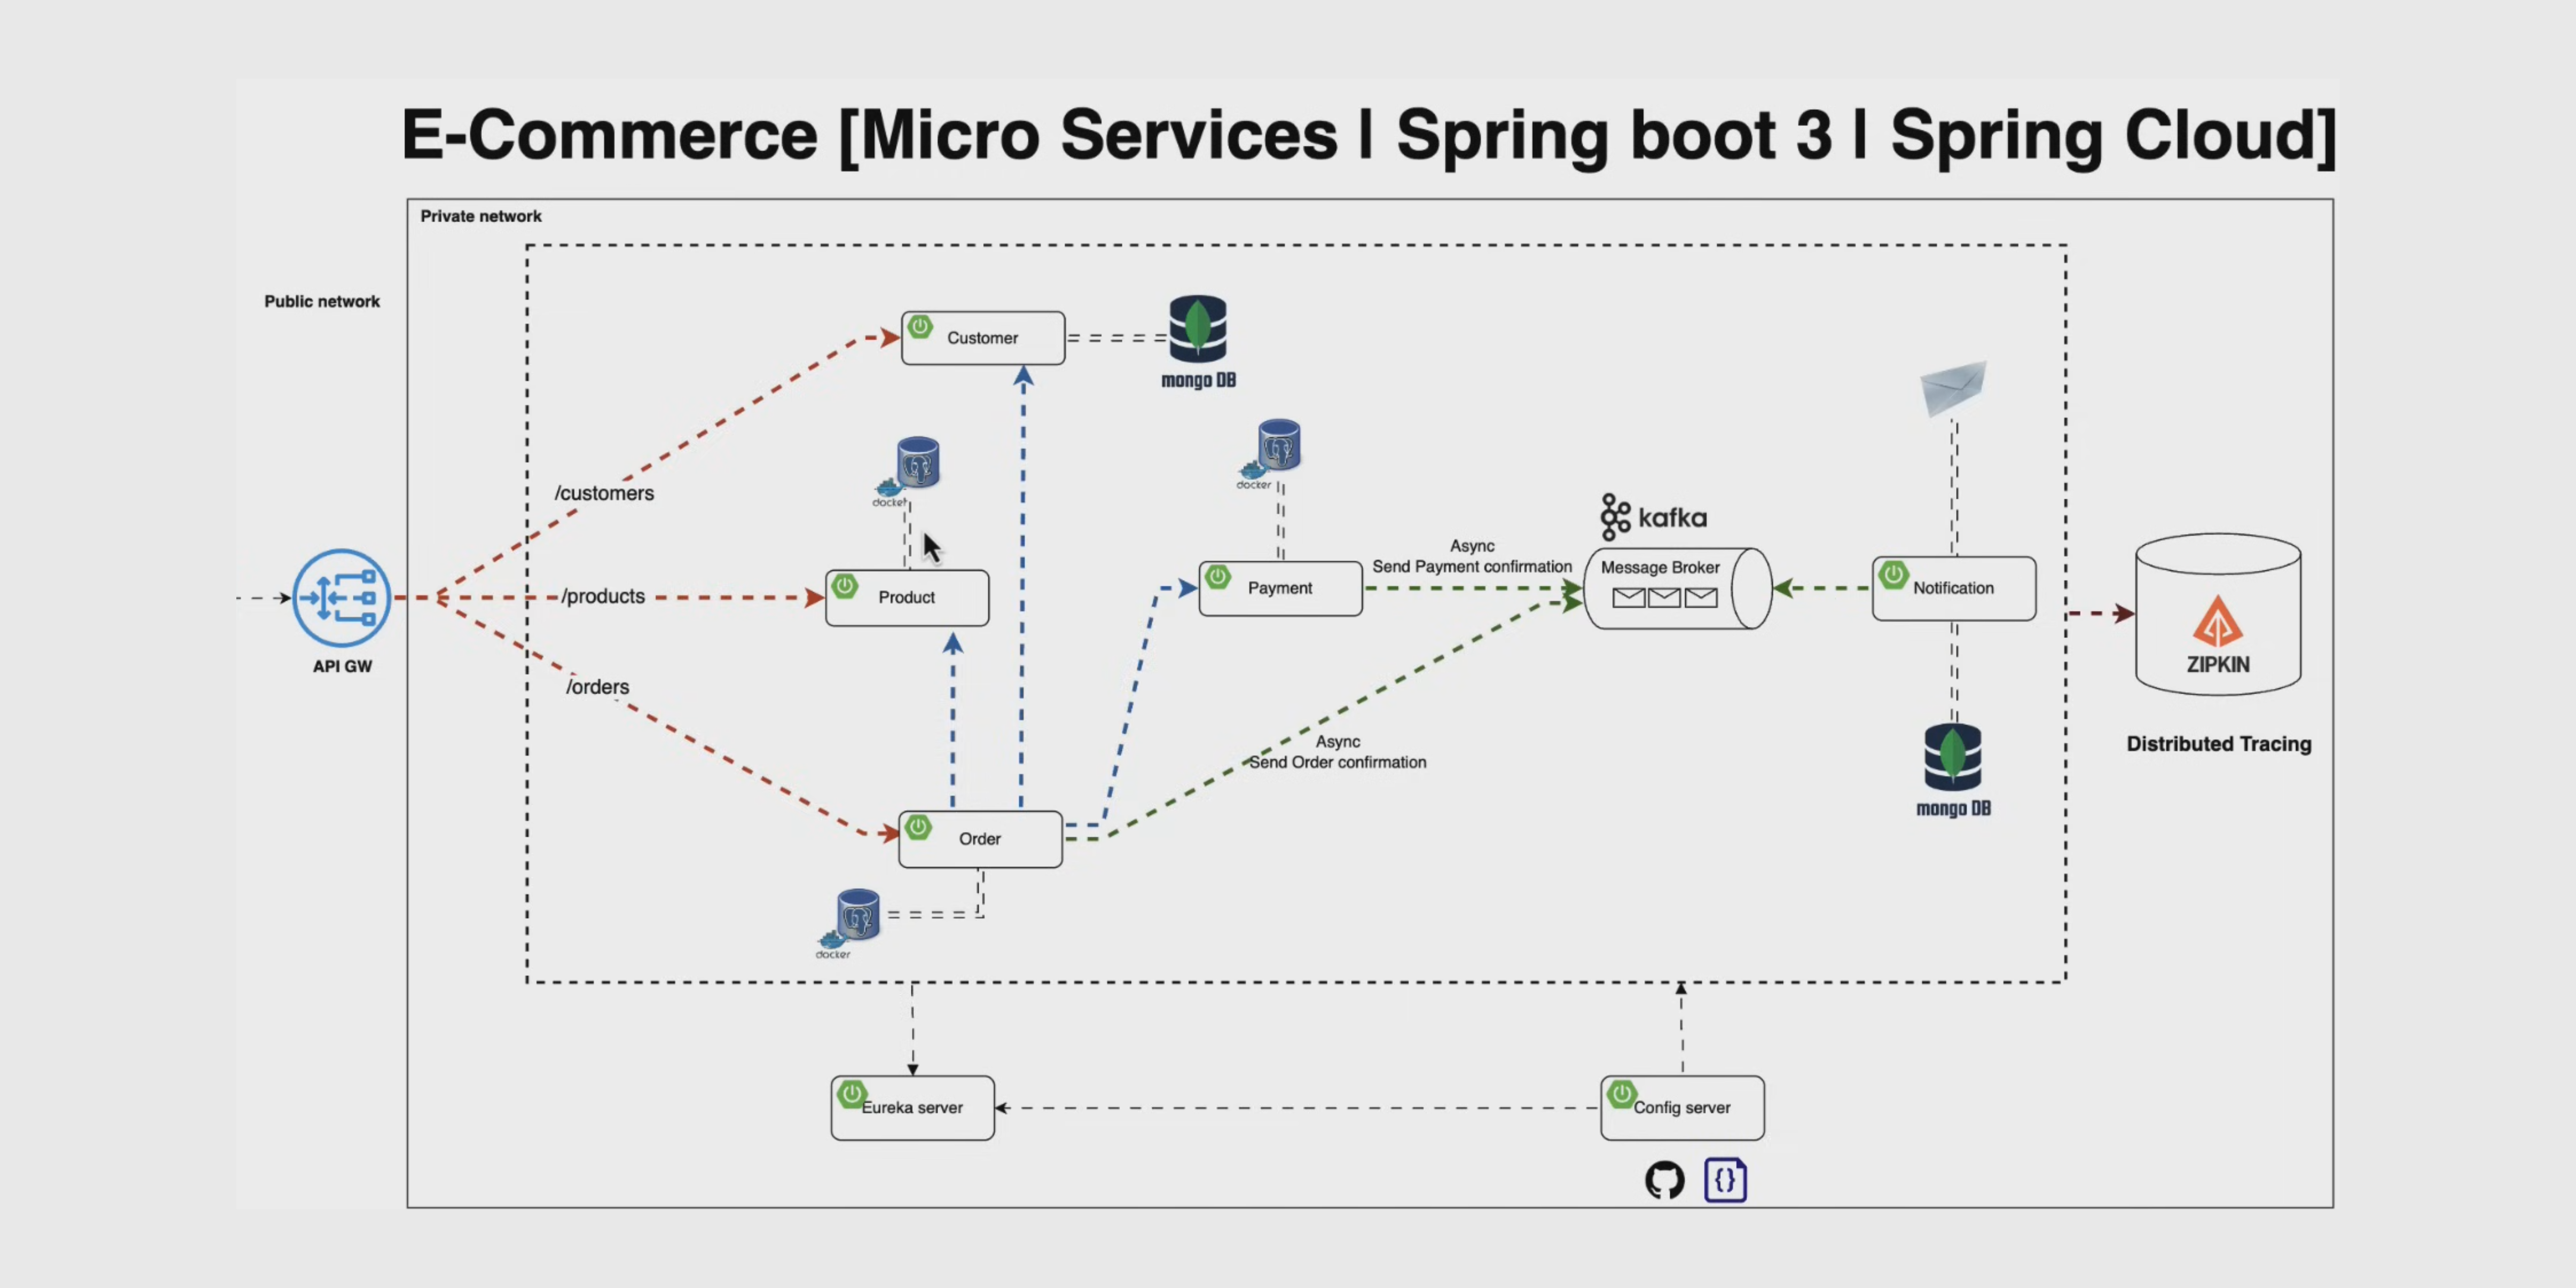 E-Commerce [Micro Services | Spring boot 3 | Spring Cloud]
Private network
Public network
Customer
mongo DB
docker
docker
/customers
kafka
Async
Send Payment confirmation
Message Broker
Product
Payment
Notification
/products
API GW
/orders
ZIPKIN
Distributed Tracing
Async
Send Order confirmation
mongo DB
Order
docker
Eureka server
Config server
{}